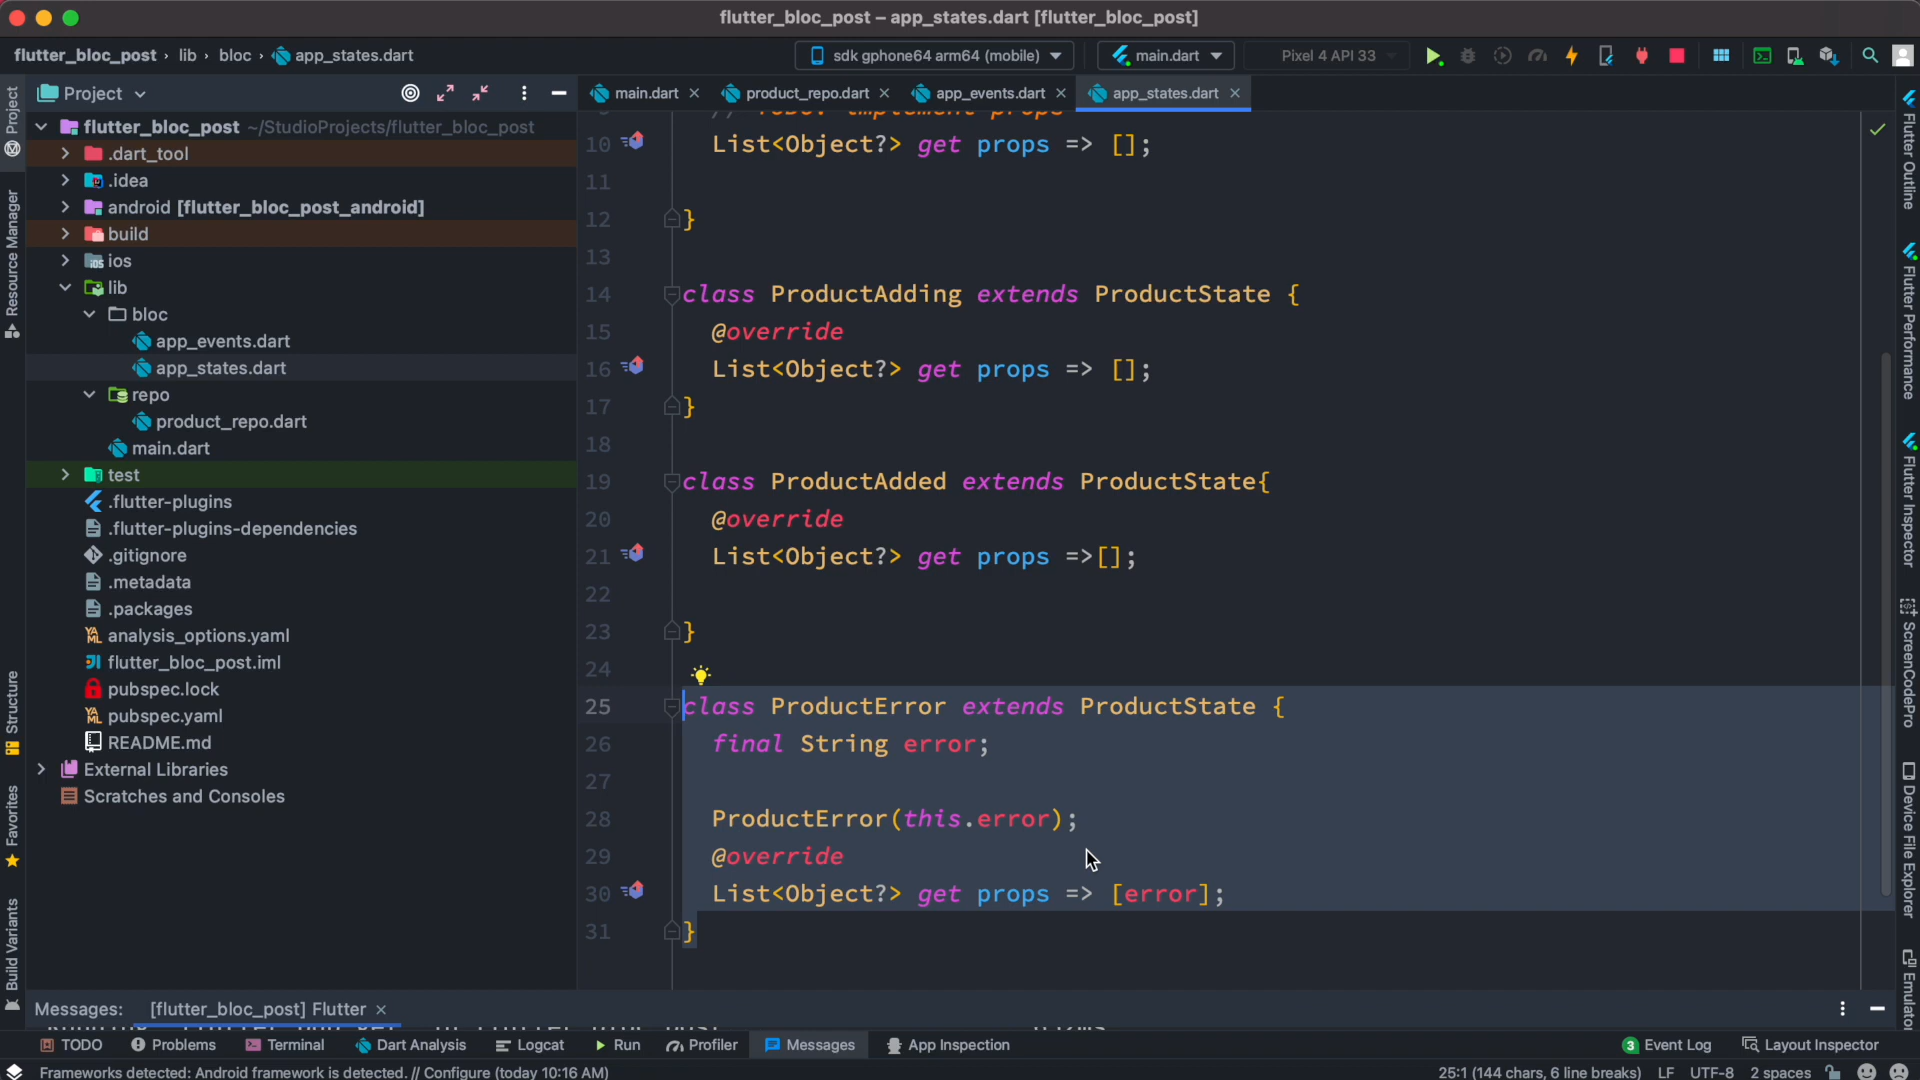 flutter_bloc_post – app_states.dart [flutter_bloc_post]
flutter_bloc_post › lib › bloc › app_states.dart
sdk gphone64 arm64 (mobile)
main.dart
Pixel 4 API 33
Project
main.dart
product_repo.dart
app_events.dart
app_states.dart
flutter_bloc_post ~/StudioProjects/flutter_bloc_post
.dart_tool
.idea
android [flutter_bloc_post_android]
build
ios
lib
bloc
app_events.dart
app_states.dart
repo
product_repo.dart
main.dart
test
.flutter-plugins
.flutter-plugins-dependencies
.gitignore
.metadata
.packages
analysis_options.yaml
flutter_bloc_post.iml
pubspec.lock
pubspec.yaml
README.md
External Libraries
Scratches and Consoles
// TODO: implement props
10 List<Object?> get props => [];
11
12 }
13
14 class ProductAdding extends ProductState {
15 @override
16 List<Object?> get props => [];
17 }
18
19 class ProductAdded extends ProductState{
20 @override
21 List<Object?> get props =>[];
22
23 }
24
25 class ProductError extends ProductState {
26 final String error;
27
28 ProductError(this.error);
29 @override
30 List<Object?> get props => [error];
31 }
Project
Resource Manager
Structure
Favorites
Build Variants
Flutter Outline
Flutter Performance
Flutter Inspector
ScreenCodePro
Device File Explorer
Emulator
Messages: [flutter_bloc_post] Flutter
TODO
Problems
Terminal
Dart Analysis
Logcat
Run
Profiler
Messages
App Inspection
3 Event Log
Layout Inspector
Frameworks detected: Android framework is detected. // Configure (today 10:16 AM)
25:1 (144 chars, 6 line breaks) LF UTF-8 2 spaces